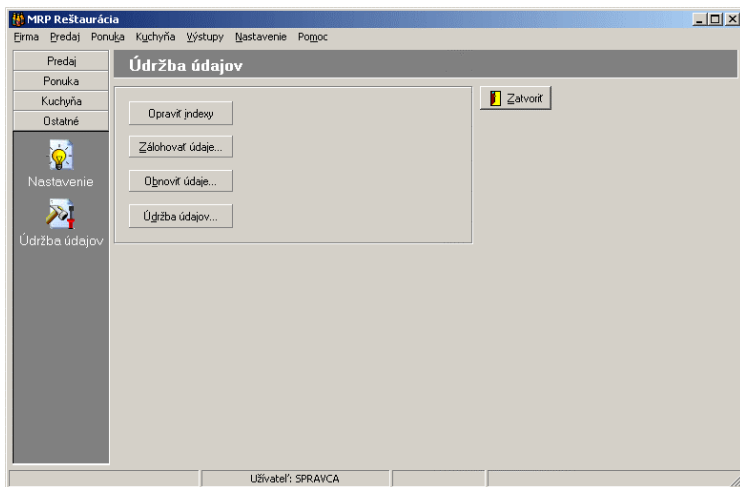 MRP Reštaurácia
Firma Predaj Ponuka Kuchyňa Výstupy Nastavenie Pomoc
Predaj
Ponuka
Kuchyňa
Ostatné
Nastavenie
Údržba údajov
Údržba údajov
Opraviť indexy
Zálohovať údaje...
Obnoviť údaje...
Údržba údajov...
Zatvoriť
Užívateľ: SPRAVCA